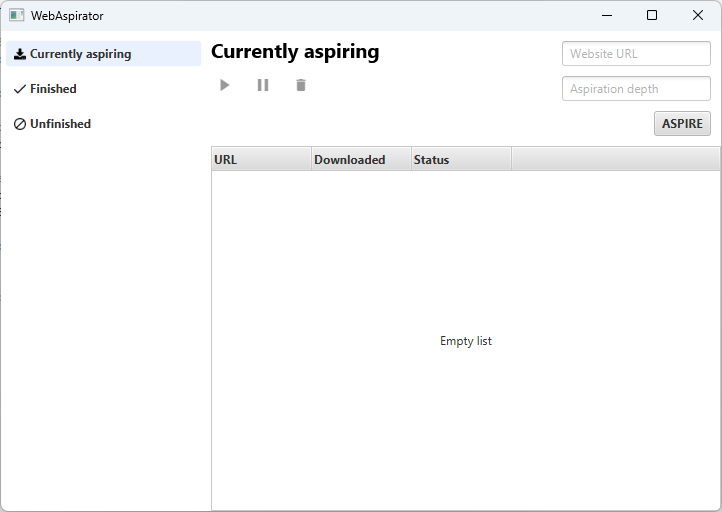 WebAspirator
Currently aspiring
Finished
Unfinished
Currently aspiring
Website URL
Aspiration depth
ASPIRE
URL Downloaded Status
Empty list